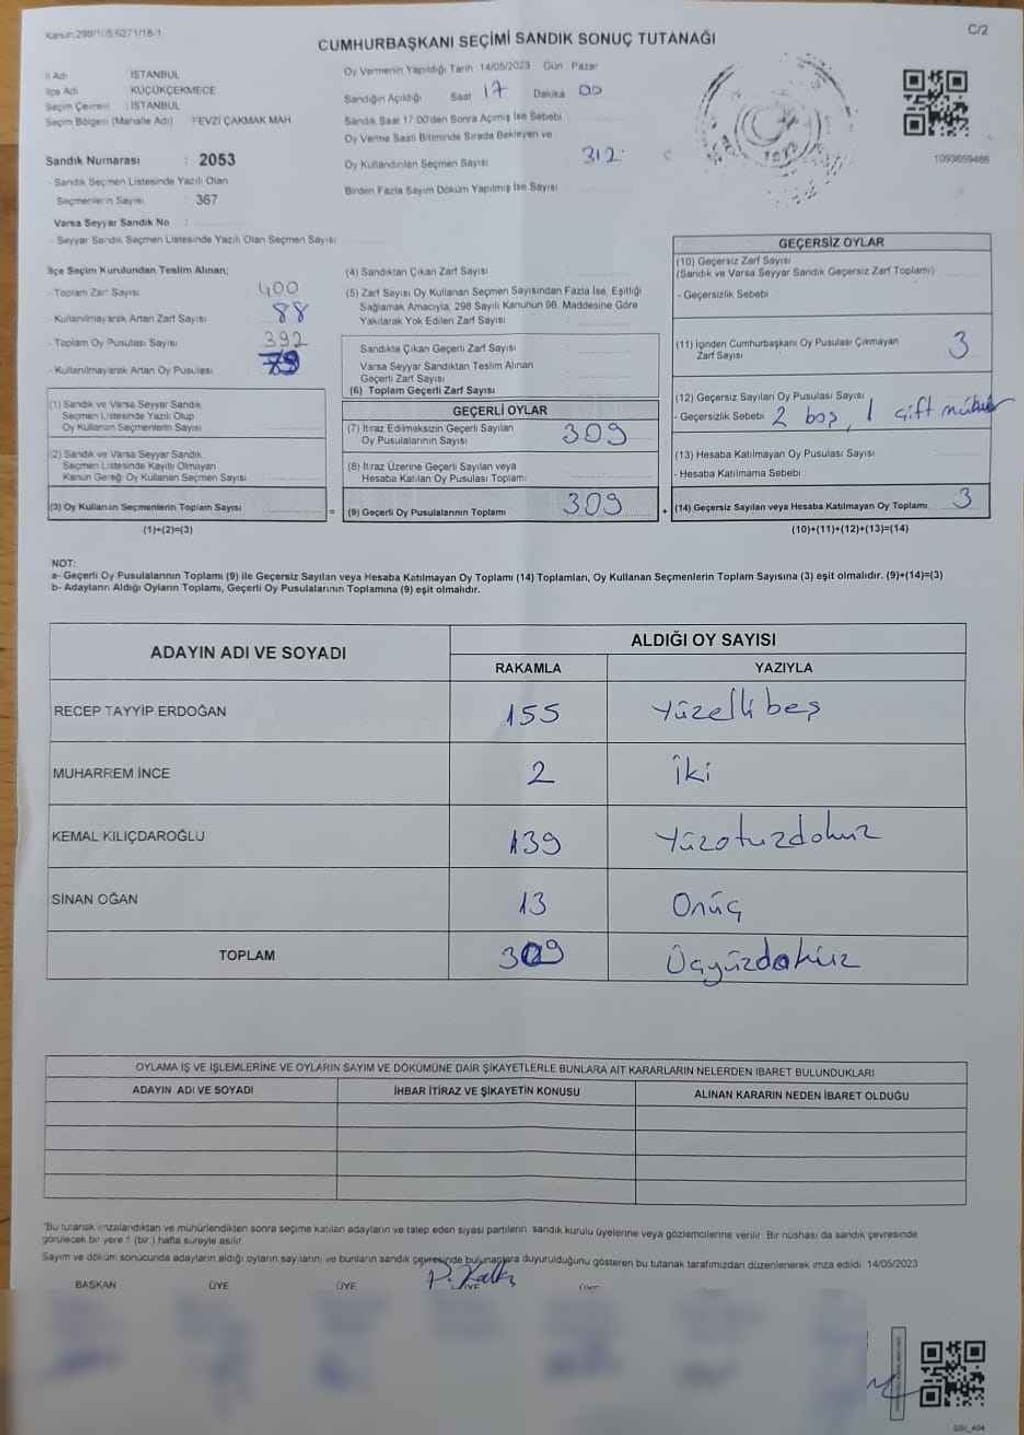 CUMHURBAŞKANI SEÇİMİ SANDIK SONUÇ TUTANAĞI
C/2
İl Adı İSTANBUL
İlçe Adı KÜÇÜKÇEKMECE
Seçim Çevresi : İSTANBUL
Seçim Bölgesi (Mahalle Adı) FEVZİ ÇAKMAK MAH.
Sandık Numarası : 2053
- Sandık Seçmen Listesinde Yazılı Olan
Seçmenlerin Sayısı 367
Varsa Seyyar Sandık No :
- Seyyar Sandık Seçmen Listesinde Yazılı Olan Seçmen Sayısı
Oy Vermenin Yapıldığı Tarih 14/05/2023 Gün : Pazar
Sandığın Açıldığı Saat 17 Dakika 00
Sandık Saat 17:00'den Sonra Açılmış İse Sebebi
Oy Verme Saati Bitiminde Sırada Bekleyen ve
Oy Kullandırılan Seçmen Sayısı 312
Birden Fazla Sayım Döküm Yapılmış İse Sayısı
1093659486
İlçe Seçim Kurulundan Teslim Alınan;
- Toplam Zarf Sayısı 400
- Kullanılmayarak Artan Zarf Sayısı 88
- Toplam Oy Pusulası Sayısı 392
- Kullanılmayarak Artan Oy Pusulası
(1) Sandık ve Varsa Seyyar Sandık
Seçmen Listesinde Yazılı Olup
Oy Kullanan Seçmenlerin Sayısı
(2) Sandık ve Varsa Seyyar Sandık
Seçmen Listesinde Kayıtlı Olmayan
Kanun Gereği Oy Kullanan Seçmen Sayısı
(3) Oy Kullanan Seçmenlerin Toplam Sayısı =
(1)+(2)=(3)
(4) Sandıktan Çıkan Zarf Sayısı
(5) Zarf Sayısı Oy Kullanan Seçmen Sayısından Fazla İse, Eşitliği
Sağlamak Amacıyla, 298 Sayılı Kanunun 98. Maddesine Göre
Yakılarak Yok Edilen Zarf Sayısı
Sandıkta Çıkan Geçerli Zarf Sayısı
Varsa Seyyar Sandıktan Teslim Alınan
Geçerli Zarf Sayısı
(6) Toplam Geçerli Zarf Sayısı
GEÇERLİ OYLAR
(7) İtiraz Edilmeksizin Geçerli Sayılan
Oy Pusulalarının Sayısı 309
(8) İtiraz Üzerine Geçerli Sayılan veya
Hesaba Katılan Oy Pusulası Toplamı
(9) Geçerli Oy Pusulalarının Toplamı 309 +
GEÇERSİZ OYLAR
(10) Geçersiz Zarf Sayısı
(Sandık ve Varsa Seyyar Sandık Geçersiz Zarf Toplamı)
- Geçersizlik Sebebi
(11) İçinden Cumhurbaşkanı Oy Pusulası Çıkmayan
Zarf Sayısı 3
(12) Geçersiz Sayılan Oy Pusulası Sayısı
- Geçersizlik Sebebi 2 boş, 1 çift mühür
(13) Hesaba Katılmayan Oy Pusulası Sayısı
- Hesaba Katılmama Sebebi
(14) Geçersiz Sayılan veya Hesaba Katılmayan Oy Toplamı 3
(10)+(11)+(12)+(13)=(14)
NOT:
a- Geçerli Oy Pusulalarının Toplamı (9) ile Geçersiz Sayılan veya Hesaba Katılmayan Oy Toplamı (14) Toplamları, Oy Kullanan Seçmenlerin Toplam Sayısına (3) eşit olmalıdır. (9)+(14)=(3)
b- Adayların Aldığı Oyların Toplamı, Geçerli Oy Pusulalarının Toplamına (9) eşit olmalıdır.
ADAYIN ADI VE SOYADI ALDIĞI OY SAYISI
RAKAMLA YAZIYLA
RECEP TAYYİP ERDOĞAN 155 Yüzellibeş
MUHARREM İNCE 2 İki
KEMAL KILIÇDAROĞLU 139 Yüzotuzdokuz
SİNAN OĞAN 13 Onüç
TOPLAM 309 Üçyüzdokuz
OYLAMA İŞ VE İŞLEMLERİNE VE OYLARIN SAYIM VE DÖKÜMÜNE DAİR ŞİKAYETLERLE BUNLARA AİT KARARLARIN NELERDEN İBARET BULUNDUKLARI
ADAYIN ADI VE SOYADI İHBAR İTİRAZ VE ŞİKAYETİN KONUSU ALINAN KARARIN NEDEN İBARET OLDUĞU
*Bu tutanak imzalandıktan ve mühürlendikten sonra seçime katılan adayların ve talep eden siyasi partilerin sandık kurulu üyelerine veya gözlemcilerine verilir. Bir nüshası da sandık çevresinde
görülecek bir yere 1 (bir) hafta süreyle asılır.
Sayım ve döküm sonucunda adayların aldığı oyların sayılarını ve bunların sandık çevresinde bulunanlara duyurulduğunu gösteren bu tutanak tarafımızdan düzenlenerek imza edildi. 14/05/2023
BAŞKAN ÜYE ÜYE ÜYE